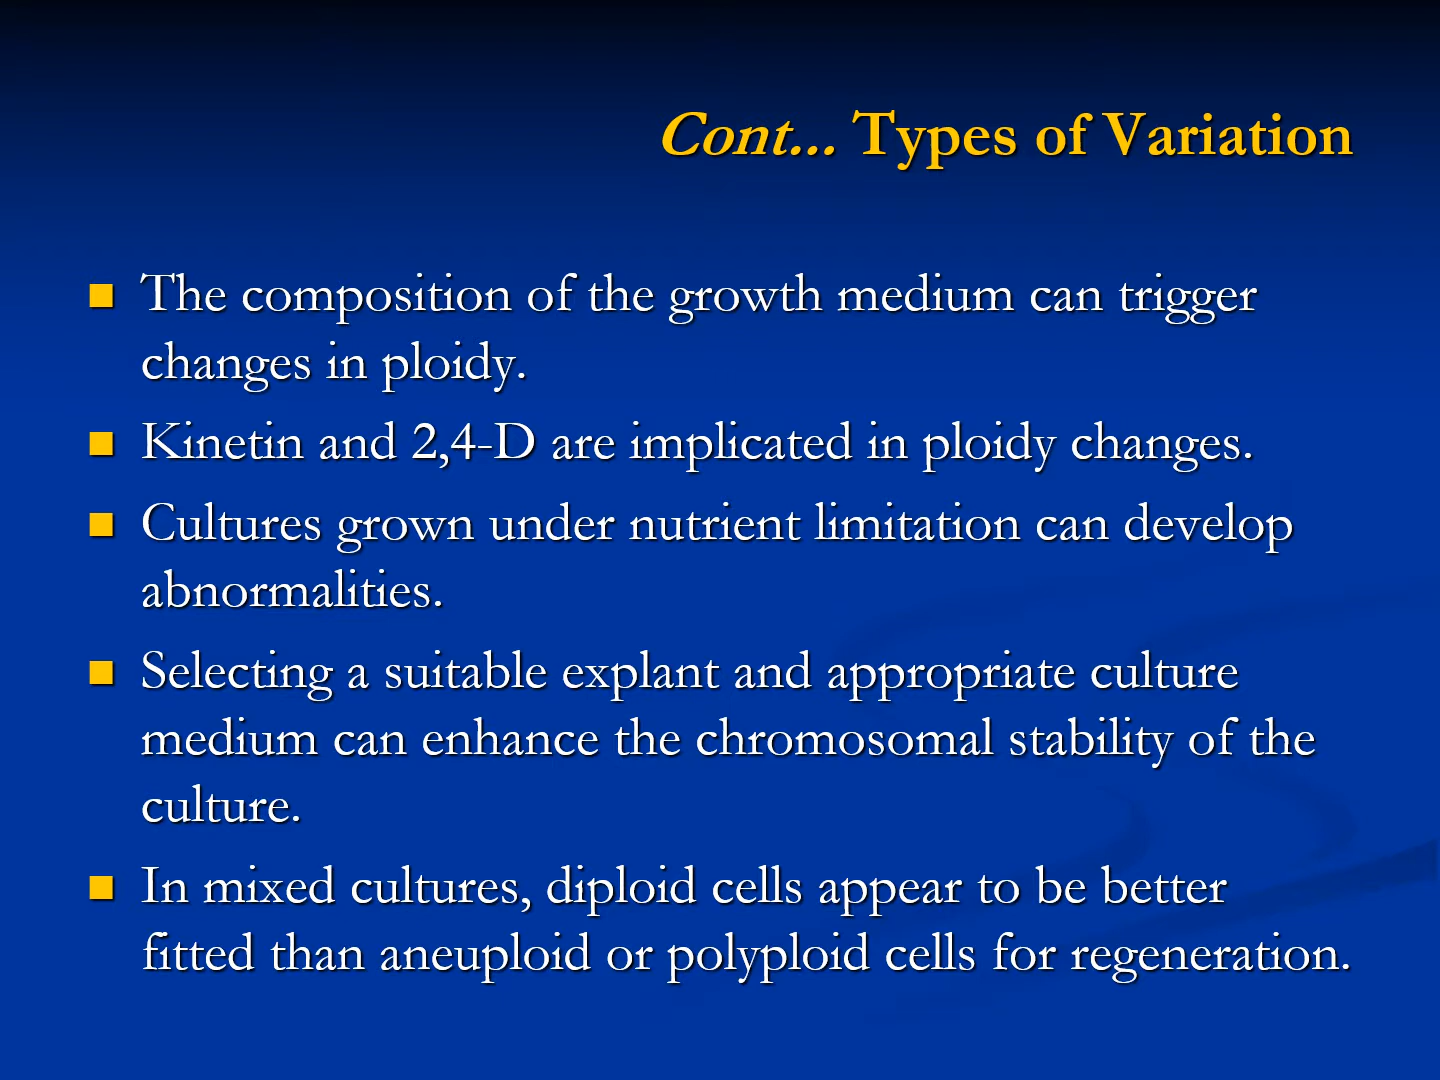 Cont... Types of Variation
The composition of the growth medium can trigger
changes in ploidy.
Kinetin and 2,4-D are implicated in ploidy changes.
Cultures grown under nutrient limitation can develop
abnormalities.
Selecting a suitable explant and appropriate culture
medium can enhance the chromosomal stability of the
culture.
In mixed cultures, diploid cells appear to be better
fitted than aneuploid or polyploid cells for regeneration.